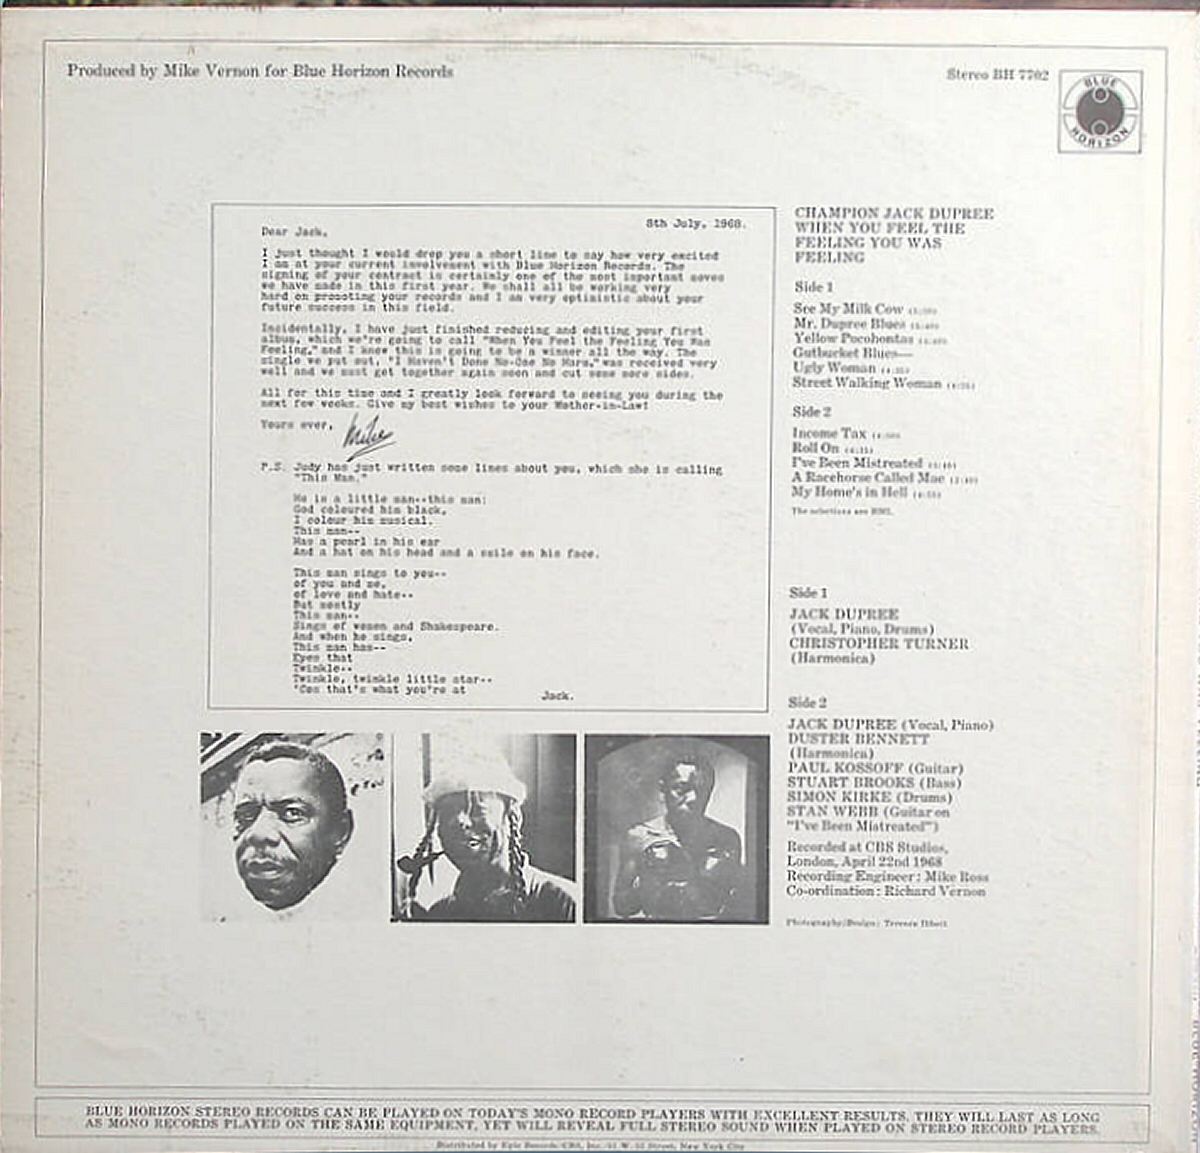 Produced by Mike Vernon for Blue Horizon Records
Stereo BH 7702
BLUE
HORIZON
8th July, 1968.
Dear Jack,
I just thought I would drop you a short line to say how very excited
I am at your current involvement with Blue Horizon Records. The
signing of your contract is certainly one of the most important moves
we have made in this first year. We shall all be working very
hard on promoting your records and I am very optimistic about your
future success in this field.
Incidentally, I have just finished reducing and editing your first
album, which we're going to call "When You Feel the Feeling You Was
Feeling," and I know this is going to be a winner all the way. The
single we put out, "I Haven't Done No-One No Harm," was received very
well and we must get together again soon and cut some more sides.
All for this time and I greatly look forward to seeing you during the
next few weeks. Give my best wishes to your Mother-in-Law!
Yours ever,
Mike
P.S. Judy has just written some lines about you, which she is calling
"This Man."
He is a little man--this man:
God coloured him black,
I colour him musical.
This man--
Has a pearl in his ear
And a hat on his head and a smile on his face.
This man sings to you--
of you and me,
of love and hate--
But mostly
This man--
Sings of women and Shakespeare.
And when he sings,
This man has--
Eyes that
Twinkle--
Twinkle, twinkle little star--
'Cos that's what you're at
Jack.
CHAMPION JACK DUPREE
WHEN YOU FEEL THE
FEELING YOU WAS
FEELING
Side 1
See My Milk Cow
Mr. Dupree Blues
Yellow Pocohontas
Gutbucket Blues—
Ugly Woman
Street Walking Woman
Side 2
Income Tax
Roll On
I've Been Mistreated
A Racehorse Called Mae
My Home's in Hell
The selections are BMI.
Side 1
JACK DUPREE
(Vocal, Piano, Drums)
CHRISTOPHER TURNER
(Harmonica)
Side 2
JACK DUPREE (Vocal, Piano)
DUSTER BENNETT
(Harmonica)
PAUL KOSSOFF (Guitar)
STUART BROOKS (Bass)
SIMON KIRKE (Drums)
STAN WEBB (Guitar on
"I've Been Mistreated")
Recorded at CBS Studios,
London, April 22nd 1968
Recording Engineer: Mike Ross
Co-ordination: Richard Vernon
Photography/Design: Terence Ibbott
BLUE HORIZON STEREO RECORDS CAN BE PLAYED ON TODAY'S MONO RECORD PLAYERS WITH EXCELLENT RESULTS. THEY WILL LAST AS LONG
AS MONO RECORDS PLAYED ON THE SAME EQUIPMENT, YET WILL REVEAL FULL STEREO SOUND WHEN PLAYED ON STEREO RECORD PLAYERS.
Distributed by Epic Records/CBS, Inc. 51 W. 52 Street, New York City